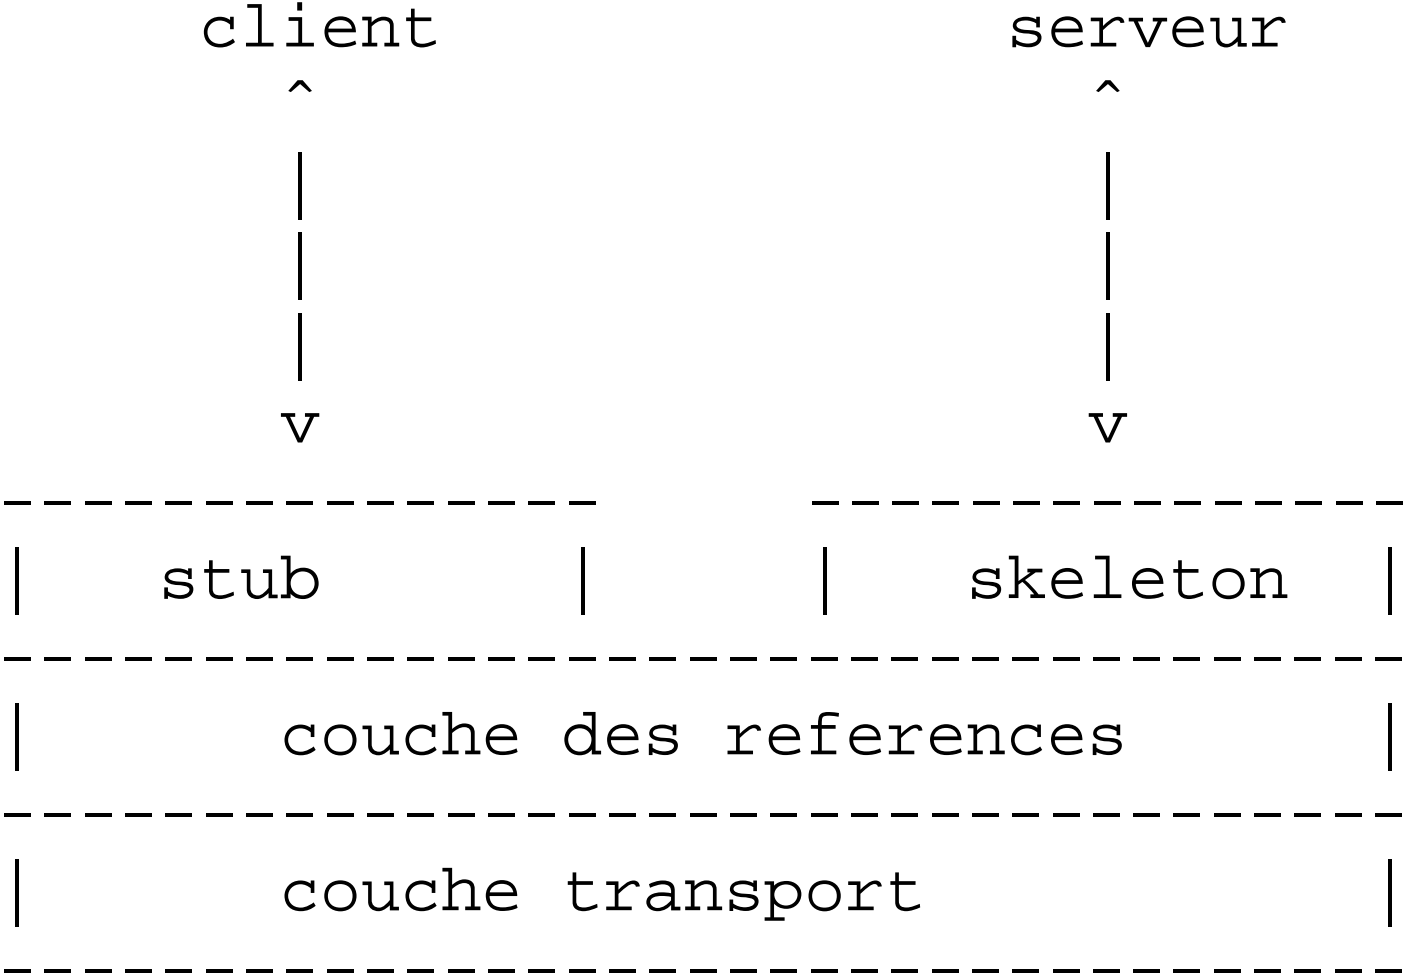 client                    serveur
^                         ^
|                         |
|                         |
|                         |
v                         v
---------------     ---------------
|   stub      |     |   skeleton  |
-----------------------------------
|      couche des references      |
-----------------------------------
|      couche transport           |
-----------------------------------